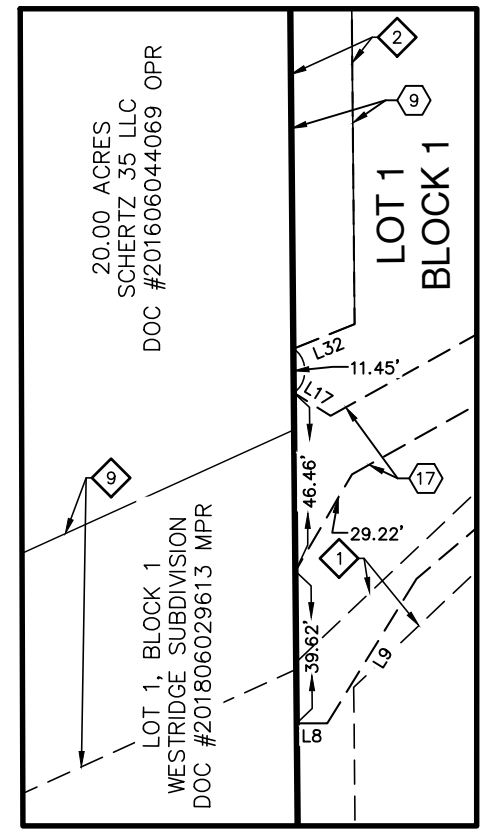 20.00 ACRES
SCHERTZ 35 LLC
DOC #201606044069 OPR
2
9
LOT 1
BLOCK 1
L32
11.45'
L17
46.46'
17
29.22'
9
1
39.62'
L9
L8
LOT 1, BLOCK 1
WESTRIDGE SUBDIVISION
DOC #201806029613 MPR